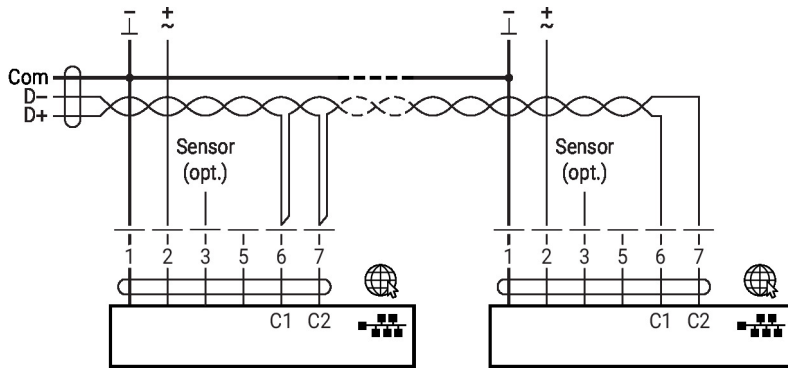 – + – +
⊥ ~ ⊥ ~
Com
D–
D+
Sensor Sensor
(opt.) (opt.)
1 2 3 5 6 7 1 2 3 5 6 7
C1 C2 C1 C2